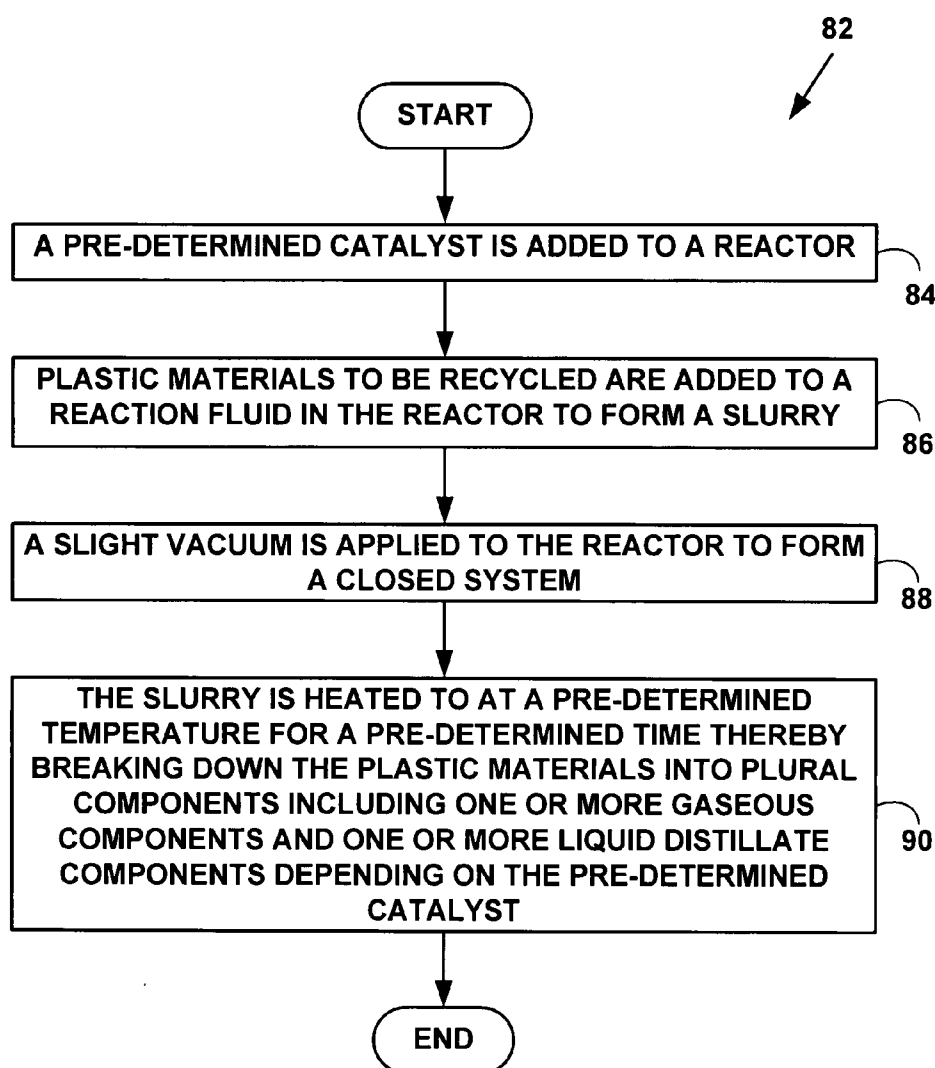 82
START
A PRE-DETERMINED CATALYST IS ADDED TO A REACTOR
84
PLASTIC MATERIALS TO BE RECYCLED ARE ADDED TO A
REACTION FLUID IN THE REACTOR TO FORM A SLURRY
86
A SLIGHT VACUUM IS APPLIED TO THE REACTOR TO FORM
A CLOSED SYSTEM
88
THE SLURRY IS HEATED TO AT A PRE-DETERMINED
TEMPERATURE FOR A PRE-DETERMINED TIME THEREBY
BREAKING DOWN THE PLASTIC MATERIALS INTO PLURAL
COMPONENTS INCLUDING ONE OR MORE GASEOUS
COMPONENTS AND ONE OR MORE LIQUID DISTILLATE
COMPONENTS DEPENDING ON THE PRE-DETERMINED
CATALYST
90
END